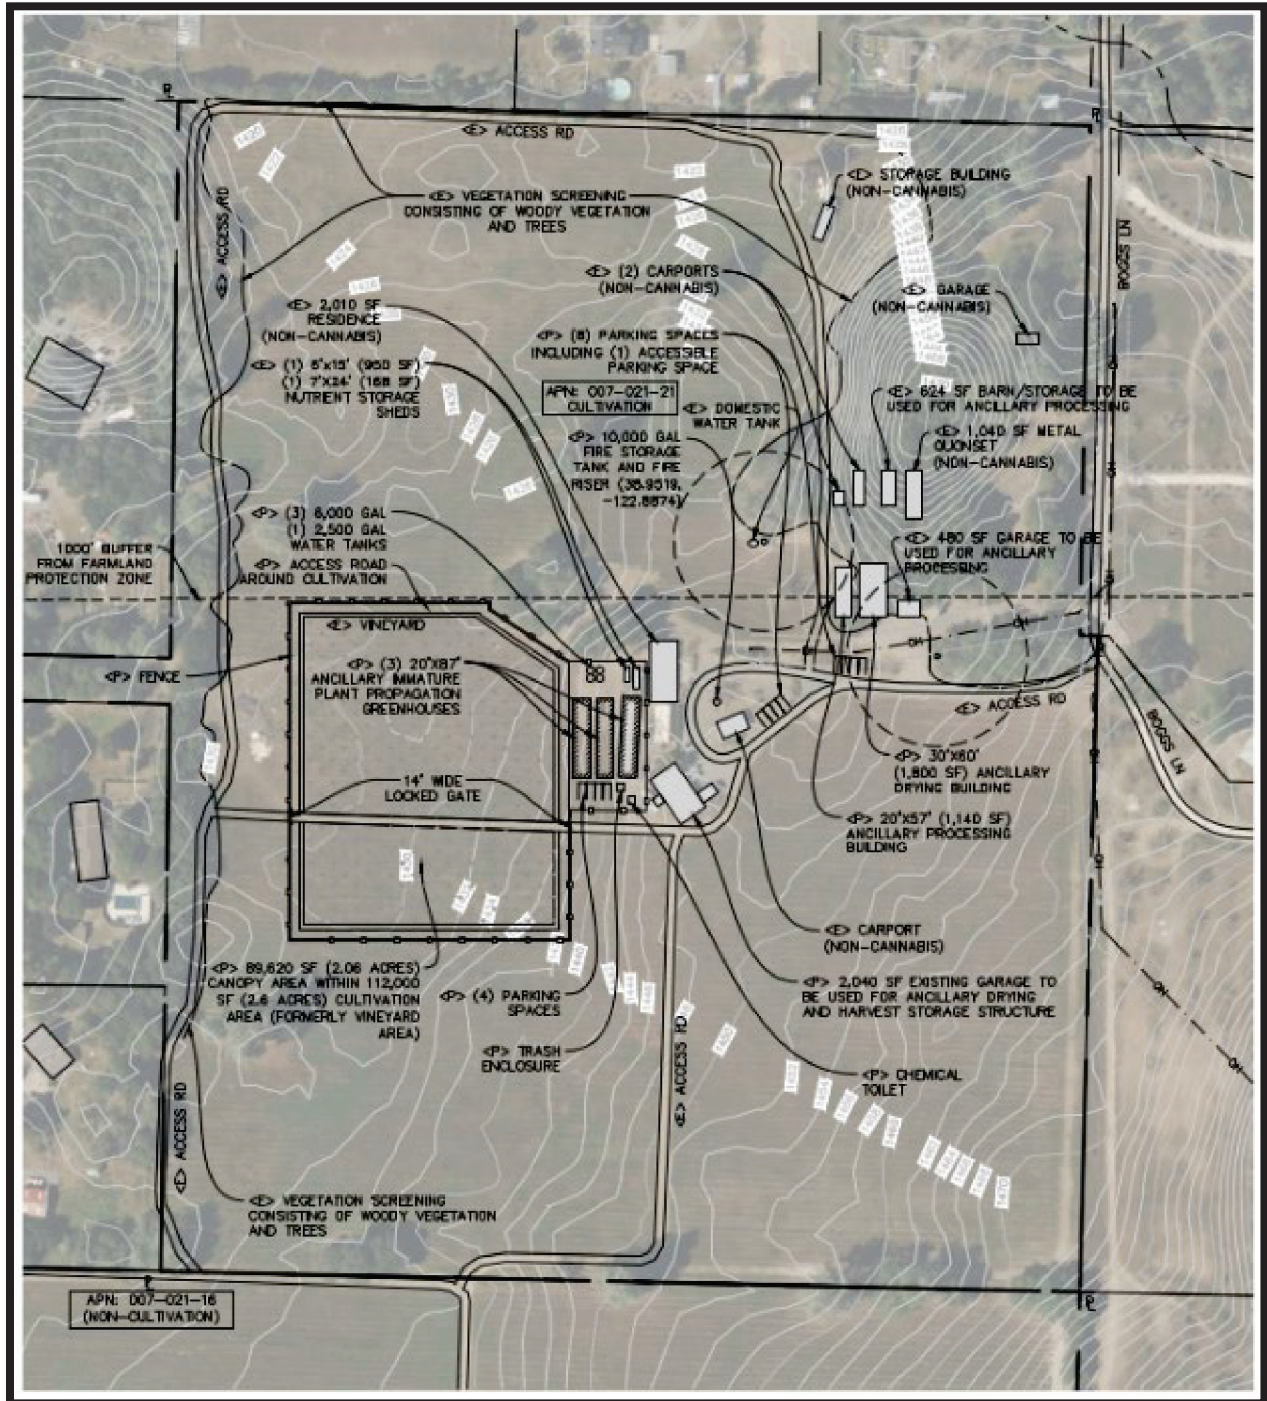 <E> ACCESS RD
<E> STORAGE BUILDING
(NON-CANNABIS)
<E> VEGETATION SCREENING
CONSISTING OF WOODY VEGETATION
AND TREES
<E> ACCESS RD
BOGGS LN
<E> (2) CARPORTS
(NON-CANNABIS)
<E> GARAGE
(NON-CANNABIS)
<E> 2,010 SF
RESIDENCE
(NON-CANNABIS)
<P> (8) PARKING SPACES
INCLUDING (1) ACCESSIBLE
PARKING SPACE
<E> (1) 6'x15' (950 SF)
(1) 7'X24' (168 SF)
NUTRIENT STORAGE
SHEDS
APN: 007-021-21
CULTIVATION
<E> DOMESTIC
WATER TANK
<E> 624 SF BARN/STORAGE TO BE
USED FOR ANCILLARY PROCESSING
<P> 10,000 GAL
FIRE STORAGE
TANK AND FIRE
RISER (38.9519,
-122.8874)
<E> 1,040 SF METAL
QUONSET
(NON-CANNABIS)
<P> (3) 6,000 GAL
(1) 2,500 GAL
WATER TANKS
<E> 480 SF GARAGE TO BE
USED FOR ANCILLARY
PROCESSING
1000' BUFFER
FROM FARMLAND
PROTECTION ZONE
<P> ACCESS ROAD
AROUND CULTIVATION
<E> VINEYARD
OH
OH
<P> FENCE
<P> (3) 20'X87'
ANCILLARY IMMATURE
PLANT PROPAGATION
GREENHOUSES
<E> ACCESS RD
BOGGS LN
14' WIDE
LOCKED GATE
<P> 30'X60'
(1,800 SF) ANCILLARY
DRYING BUILDING
<P> 20'X57' (1,140 SF)
ANCILLARY PROCESSING
BUILDING
1430
<E> CARPORT
(NON-CANNABIS)
<P> 89,620 SF (2.06 ACRES)
CANOPY AREA WITHIN 112,000
SF (2.6 ACRES) CULTIVATION
AREA (FORMERLY VINEYARD
AREA)
<P> (4) PARKING
SPACES
<P> 2,040 SF EXISTING GARAGE TO
BE USED FOR ANCILLARY DRYING
AND HARVEST STORAGE STRUCTURE
OH
OH
<P> TRASH
ENCLOSURE
<E> ACCESS RD
<P> CHEMICAL
TOILET
<E> ACCESS RD
1470
<E> VEGETATION SCREENING
CONSISTING OF WOODY VEGETATION
AND TREES
APN: 007-021-16
(NON-CULTIVATION)